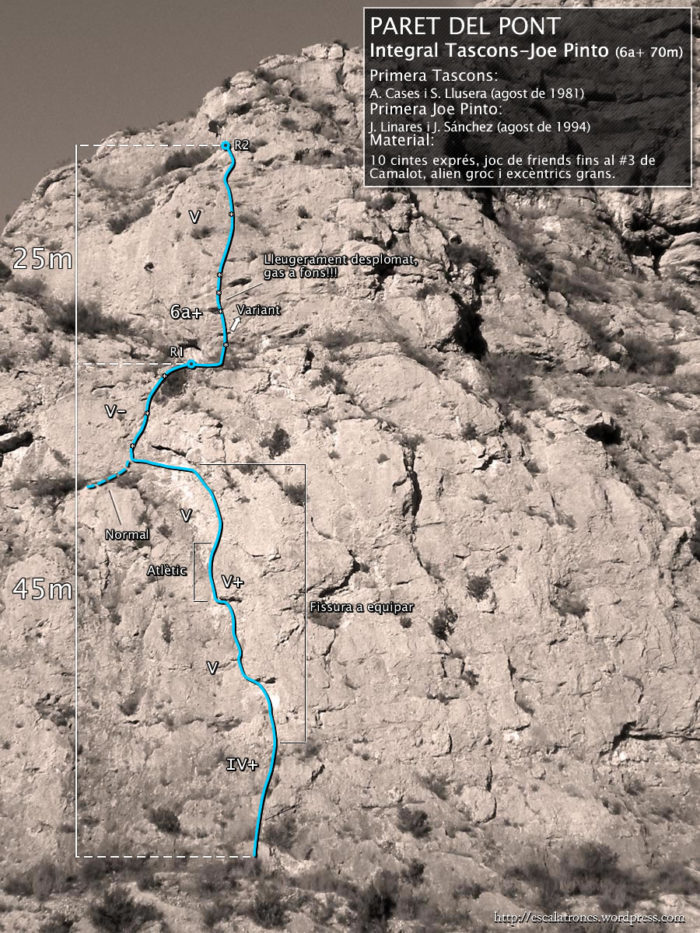 PARET DEL PONT
Integral Tascons-Joe Pinto (6a+ 70m)
Primera Tascons:
A. Cases i S. Llusera (agost de 1981)
Primera Joe Pinto:
J. Linares i J. Sánchez (agost de 1994)
Material:
10 cintes exprés, joc de friends fins al #3 de
Camalot, alien groc i excèntrics grans.
R2
V
25m
Lleugerament desplomat,
gas a fons!!!
6a+
Variant
R1
V-
V
Normal
Atlètic
V+
45m
Fissura a equipar
V
IV+
http://escalatroncs.wordpress.com